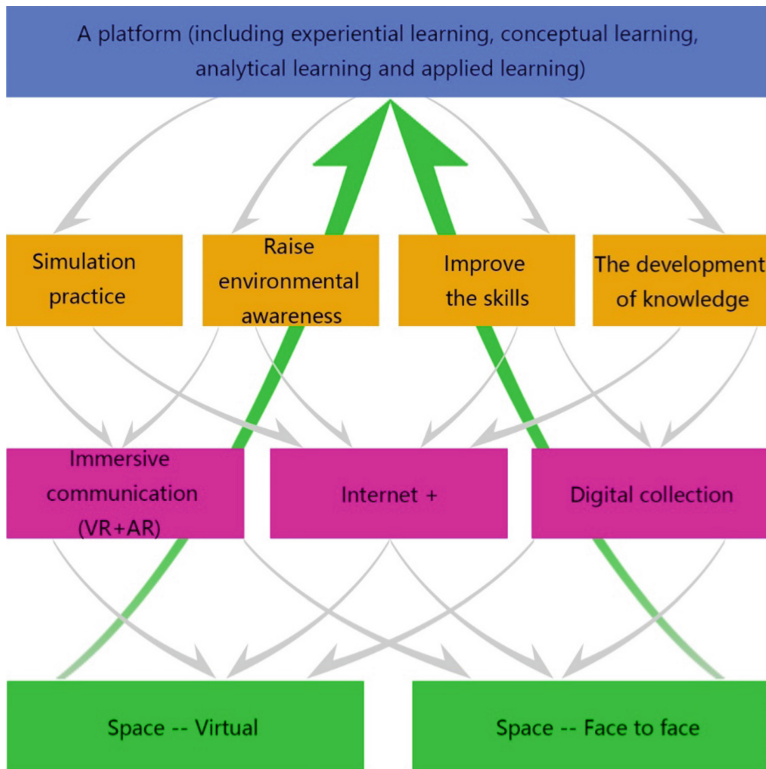 A platform (including experiential learning, conceptual learning,
analytical learning and applied learning)
Simulation
practice
Raise
environmental
awareness
Improve
the skills
The development
of knowledge
Immersive
communication
(VR+AR)
Internet +
Digital collection
Space -- Virtual
Space -- Face to face